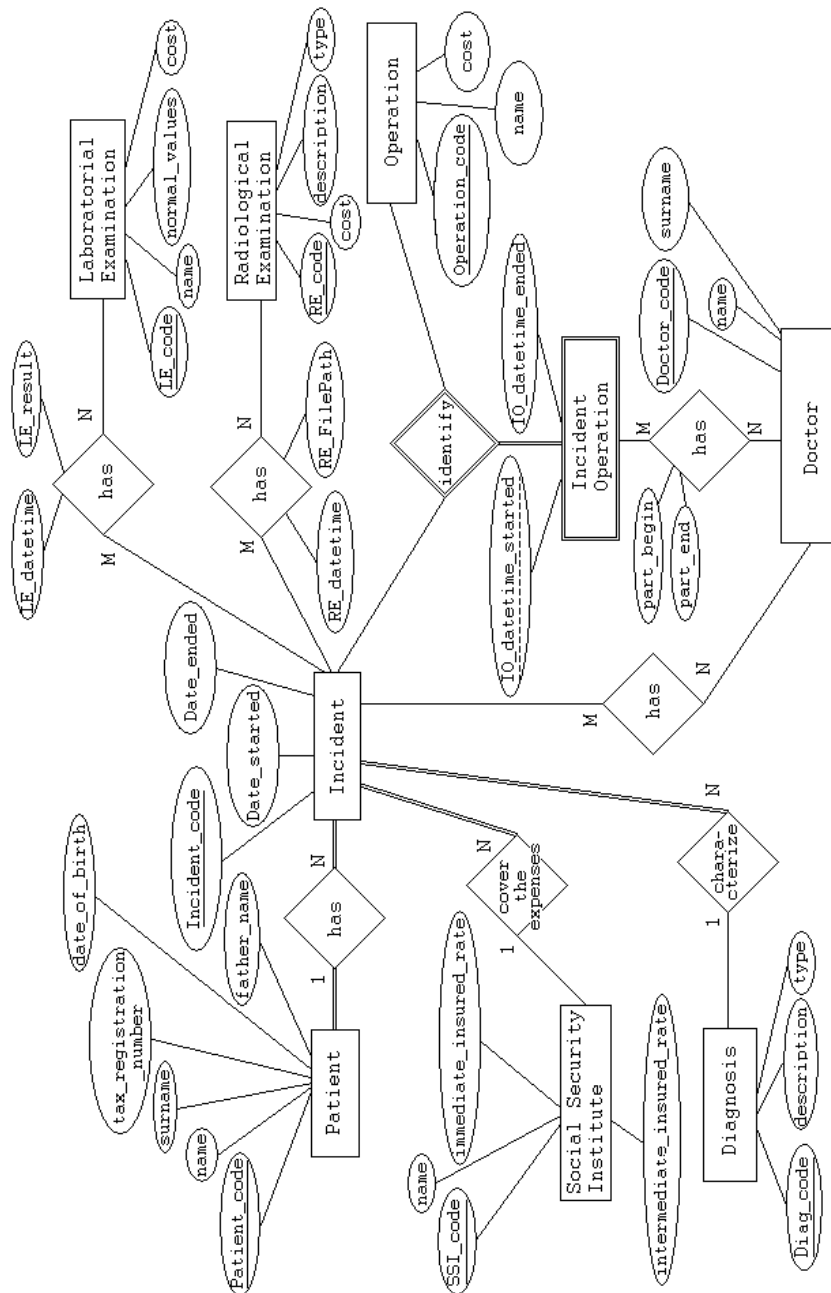 Patient_code
name
surname
tax_registration
_number
date_of_birth
father_name
Patient
1
has
N
Incident_code
Date_started
Date_ended
Incident
LE_datetime
LE_result
M
has
N
Laboratorial
Examination
LE_code
name
normal_values
cost
M
has
N
RE_datetime
RE_FilePath
Radiological
Examination
RE_code
cost
description
type
identify
Operation
Operation_code
name
cost
IO_datetime_started
IO_datetime_ended
Incident
Operation
M
has
N
part_begin
part_end
Doctor_code
name
surname
Doctor
M
has
N
SSI_code
name
immediate_insured_rate
intermediate_insured_rate
Social Security
Institute
1
cover
the
expenses
N
Diagnosis
Diag_code
description
type
1
chara-
cterize
N